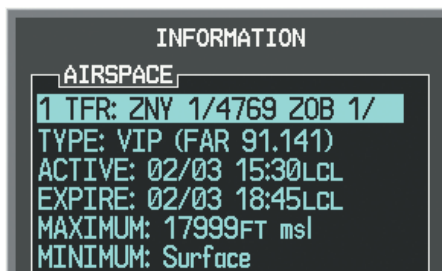 INFORMATION
AIRSPACE
1 TFR: ZNY 1/4769 ZOB 1/
TYPE: VIP (FAR 91.141)
ACTIVE: 02/03 15:30LCL
EXPIRE: 02/03 18:45LCL
MAXIMUM: 17999FT msl
MINIMUM: Surface